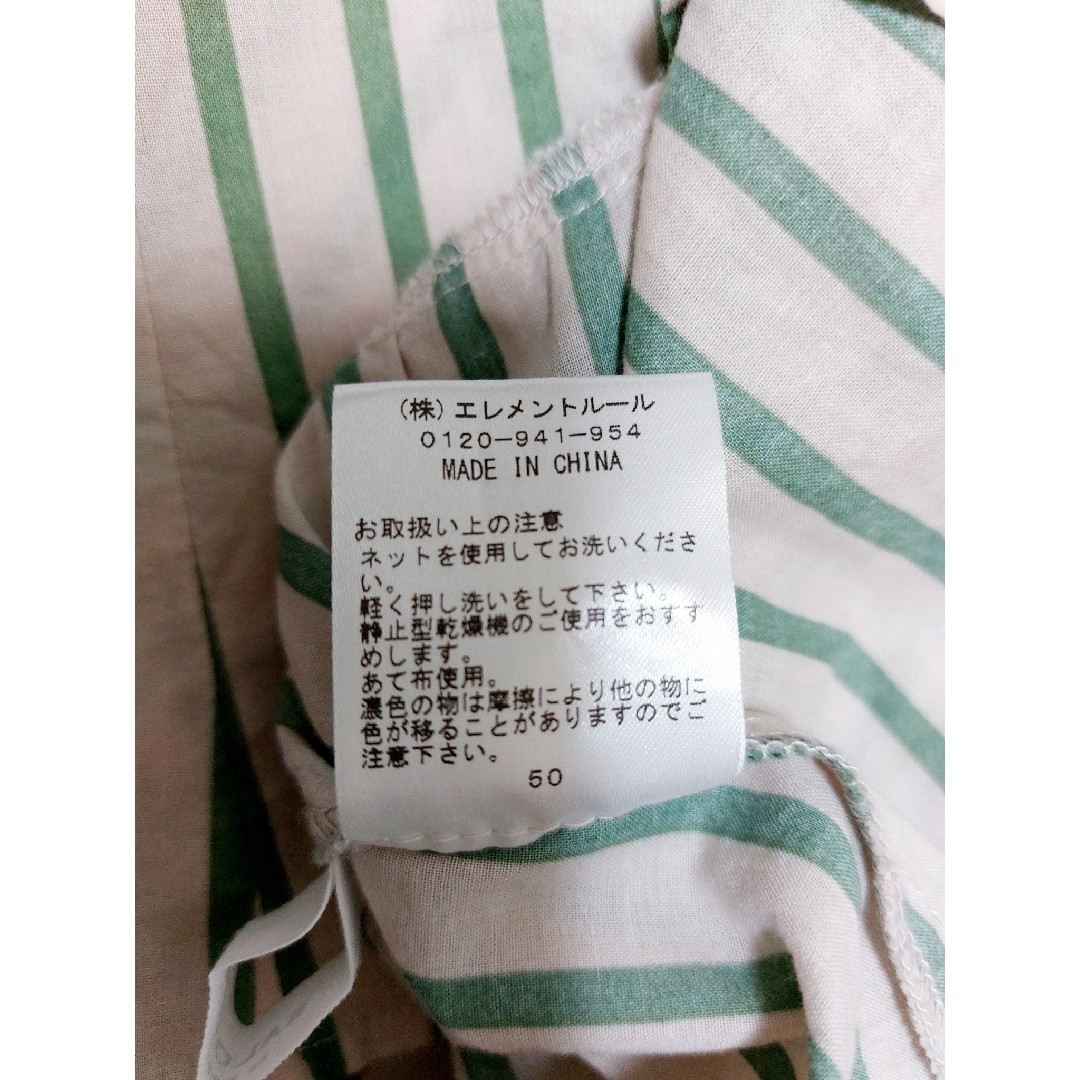 (株)エレメントルール
0120-941-954
MADE IN CHINA
お取扱い上の注意
ネットを使用してお洗いくださ
い。
軽く押し洗いをして下さい。
静止型乾燥機のご使用をおすす
めします。
あて布使用。
濃色の物は摩擦により他の物に
色が移ることがありますのでご
注意下さい。
50